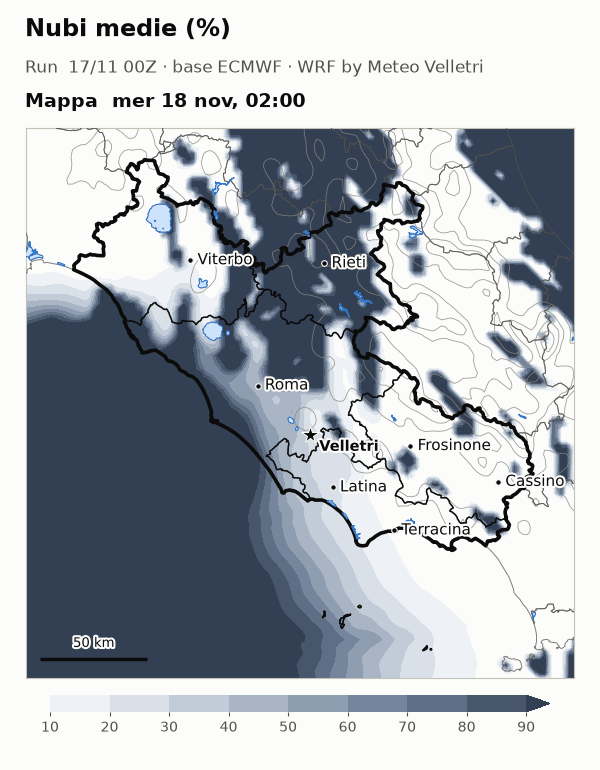 Nubi medie (%)
Run  17/11 00Z · base ECMWF · WRF by Meteo Velletri
Mappa  mer 18 nov, 02:00
Viterbo
Rieti
Roma
Velletri
Frosinone
Latina
Cassino
Terracina
50 km
10 20 30 40 50 60 70 80 90